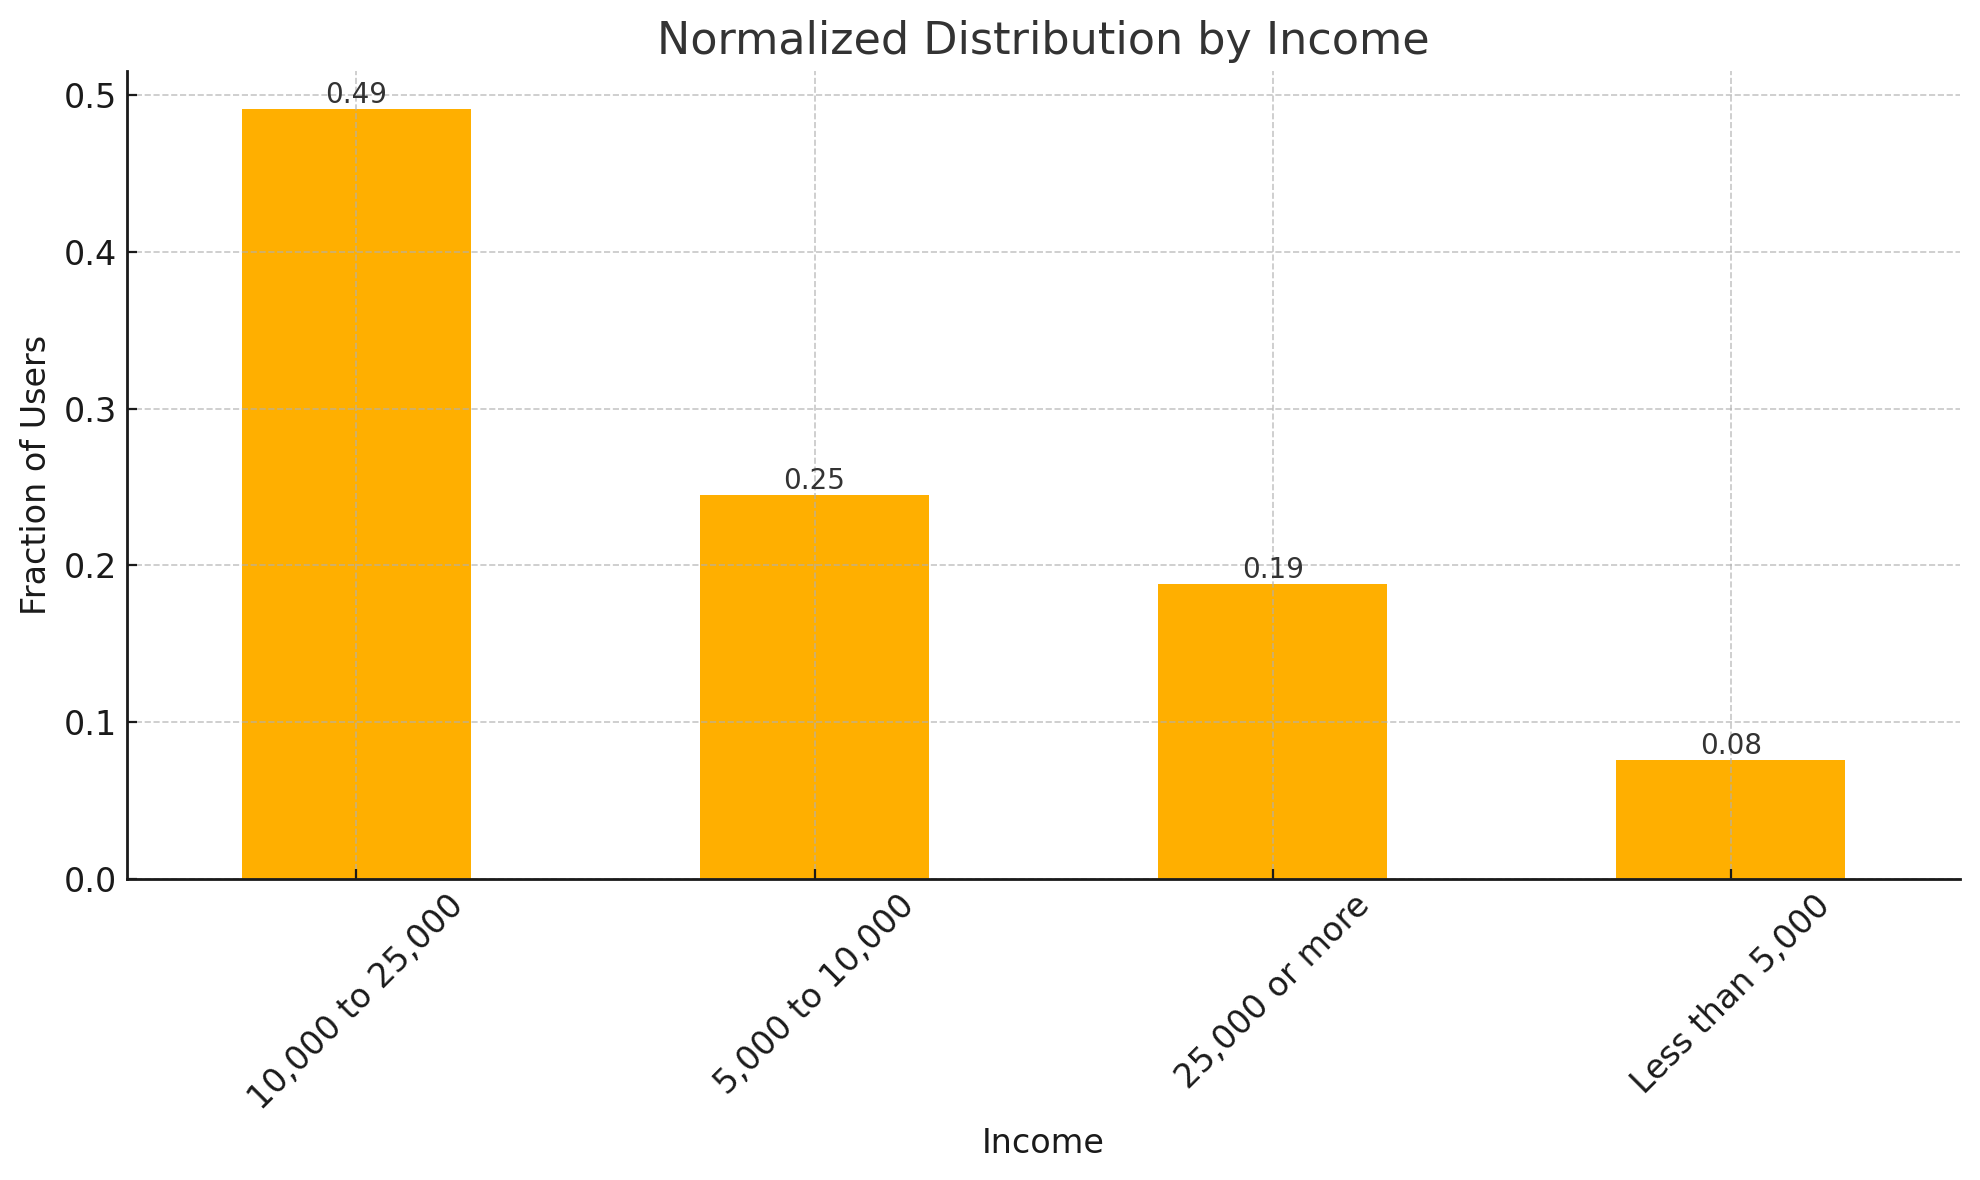 Normalized Distribution by Income
Fraction of Users
0.5
0.4
0.3
0.2
0.1
0.0
0.49
0.25
0.19
0.08
10,000 to 25,000
5,000 to 10,000
25,000 or more
Less than 5,000
Income